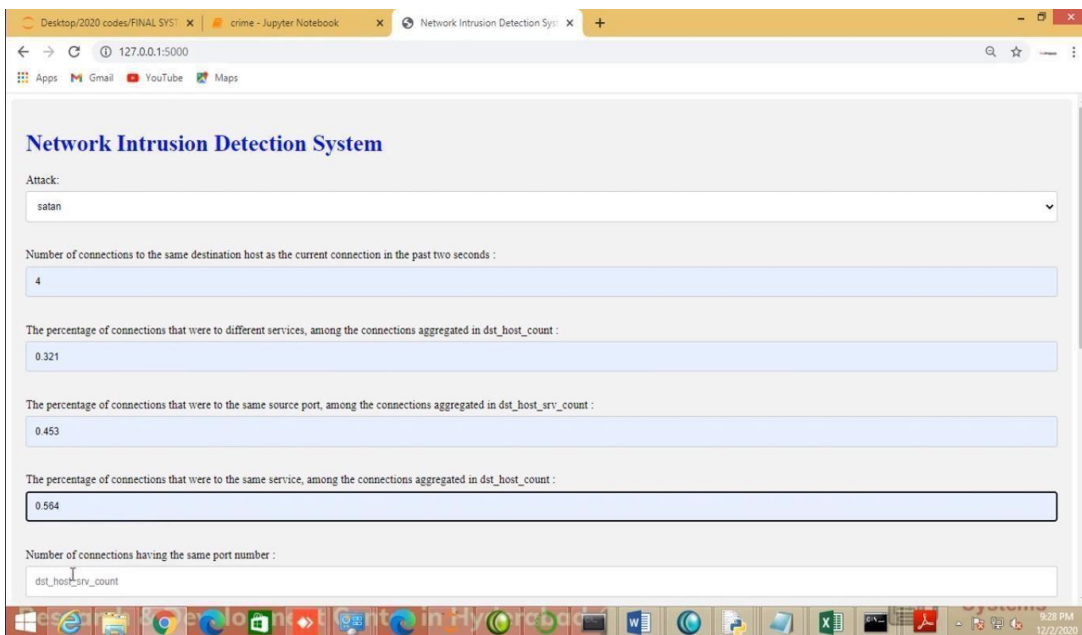 Desktop/2020 codes/FINAL SYST
crime - Jupyter Notebook
Network Intrusion Detection Syst
127.0.0.1:5000
Apps Gmail YouTube Maps
Network Intrusion Detection System
Attack:
satan
Number of connections to the same destination host as the current connection in the past two seconds :
4
The percentage of connections that were to different services, among the connections aggregated in dst_host_count :
0.321
The percentage of connections that were to the same source port, among the connections aggregated in dst_host_srv_count :
0.453
The percentage of connections that were to the same service, among the connections aggregated in dst_host_count :
0.564
Number of connections having the same port number :
dst_host_srv_count
Research & Development Centre in Hyderabad
Systems
9:28 PM
12/2/2020